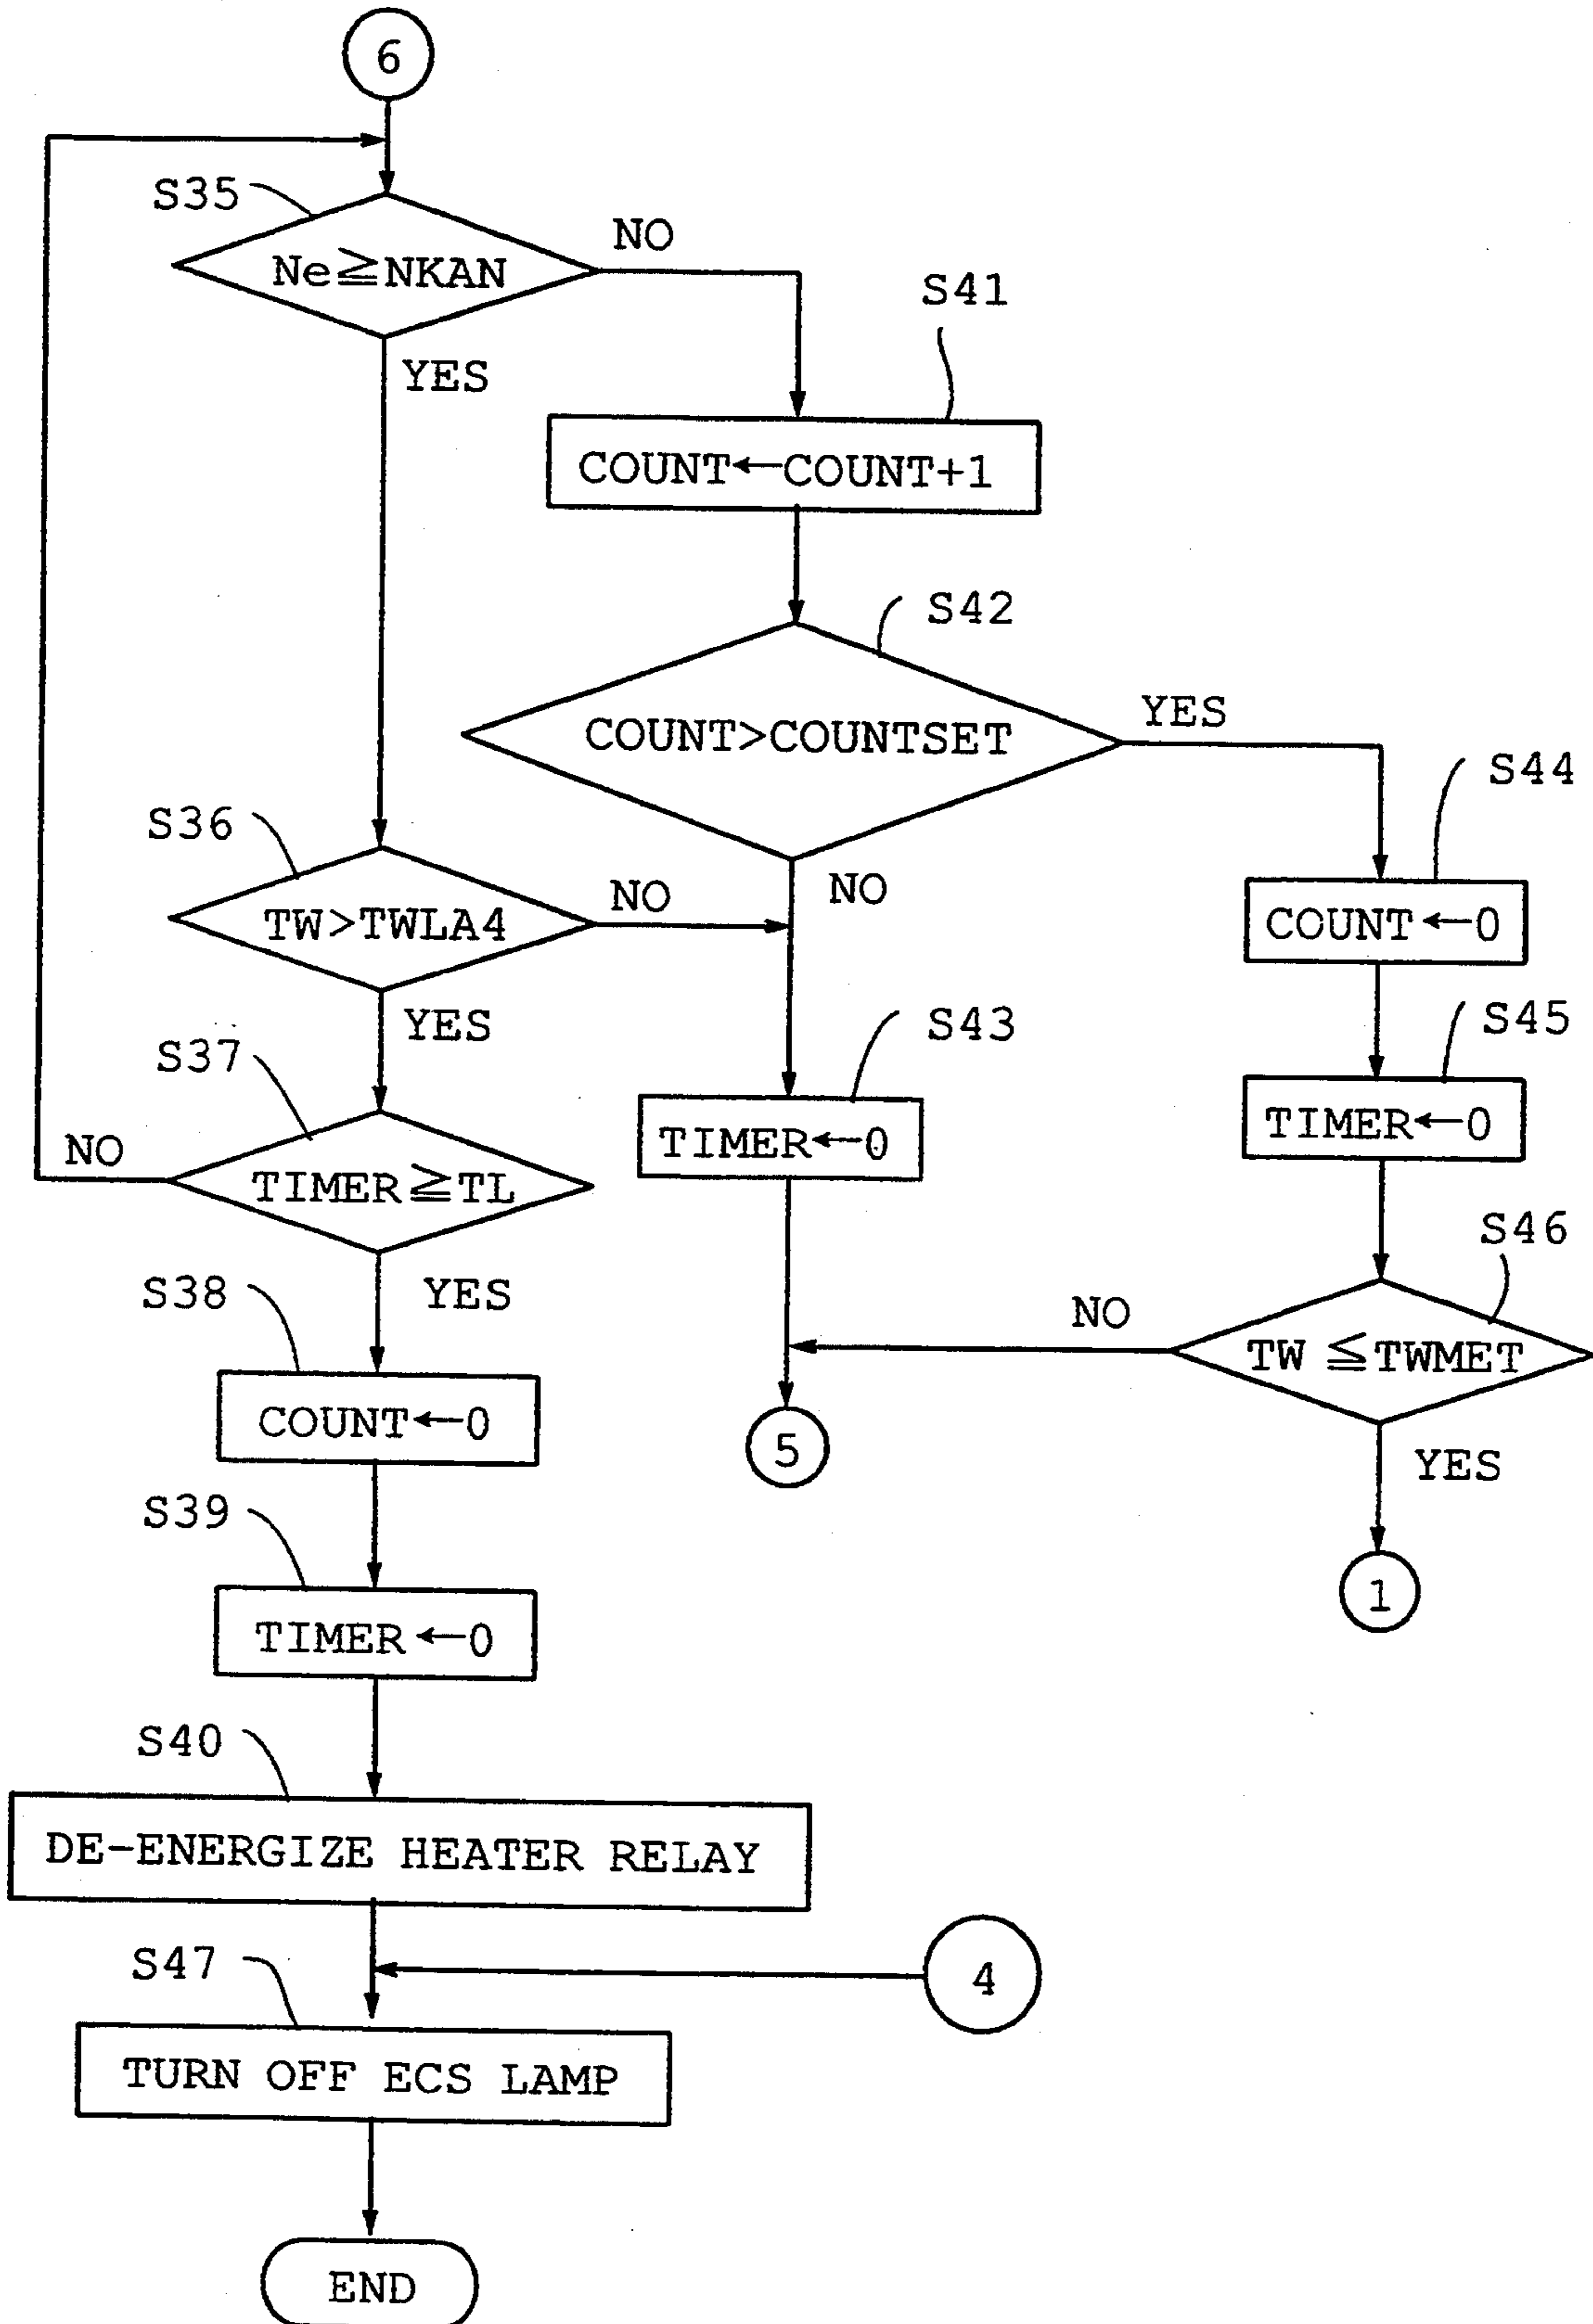 6
S35
Ne≧NKAN
NO
YES
S41
COUNT←COUNT+1
S42
COUNT>COUNTSET
YES
NO
S44
COUNT←0
S36
TW>TWLA4
NO
YES
S43
TIMER←0
S45
TIMER←0
S37
NO
TIMER≧TL
YES
S46
NO
TW ≦TWMET
YES
5
1
S38
COUNT←0
S39
TIMER←0
S40
DE-ENERGIZE HEATER RELAY
4
S47
TURN OFF ECS LAMP
END